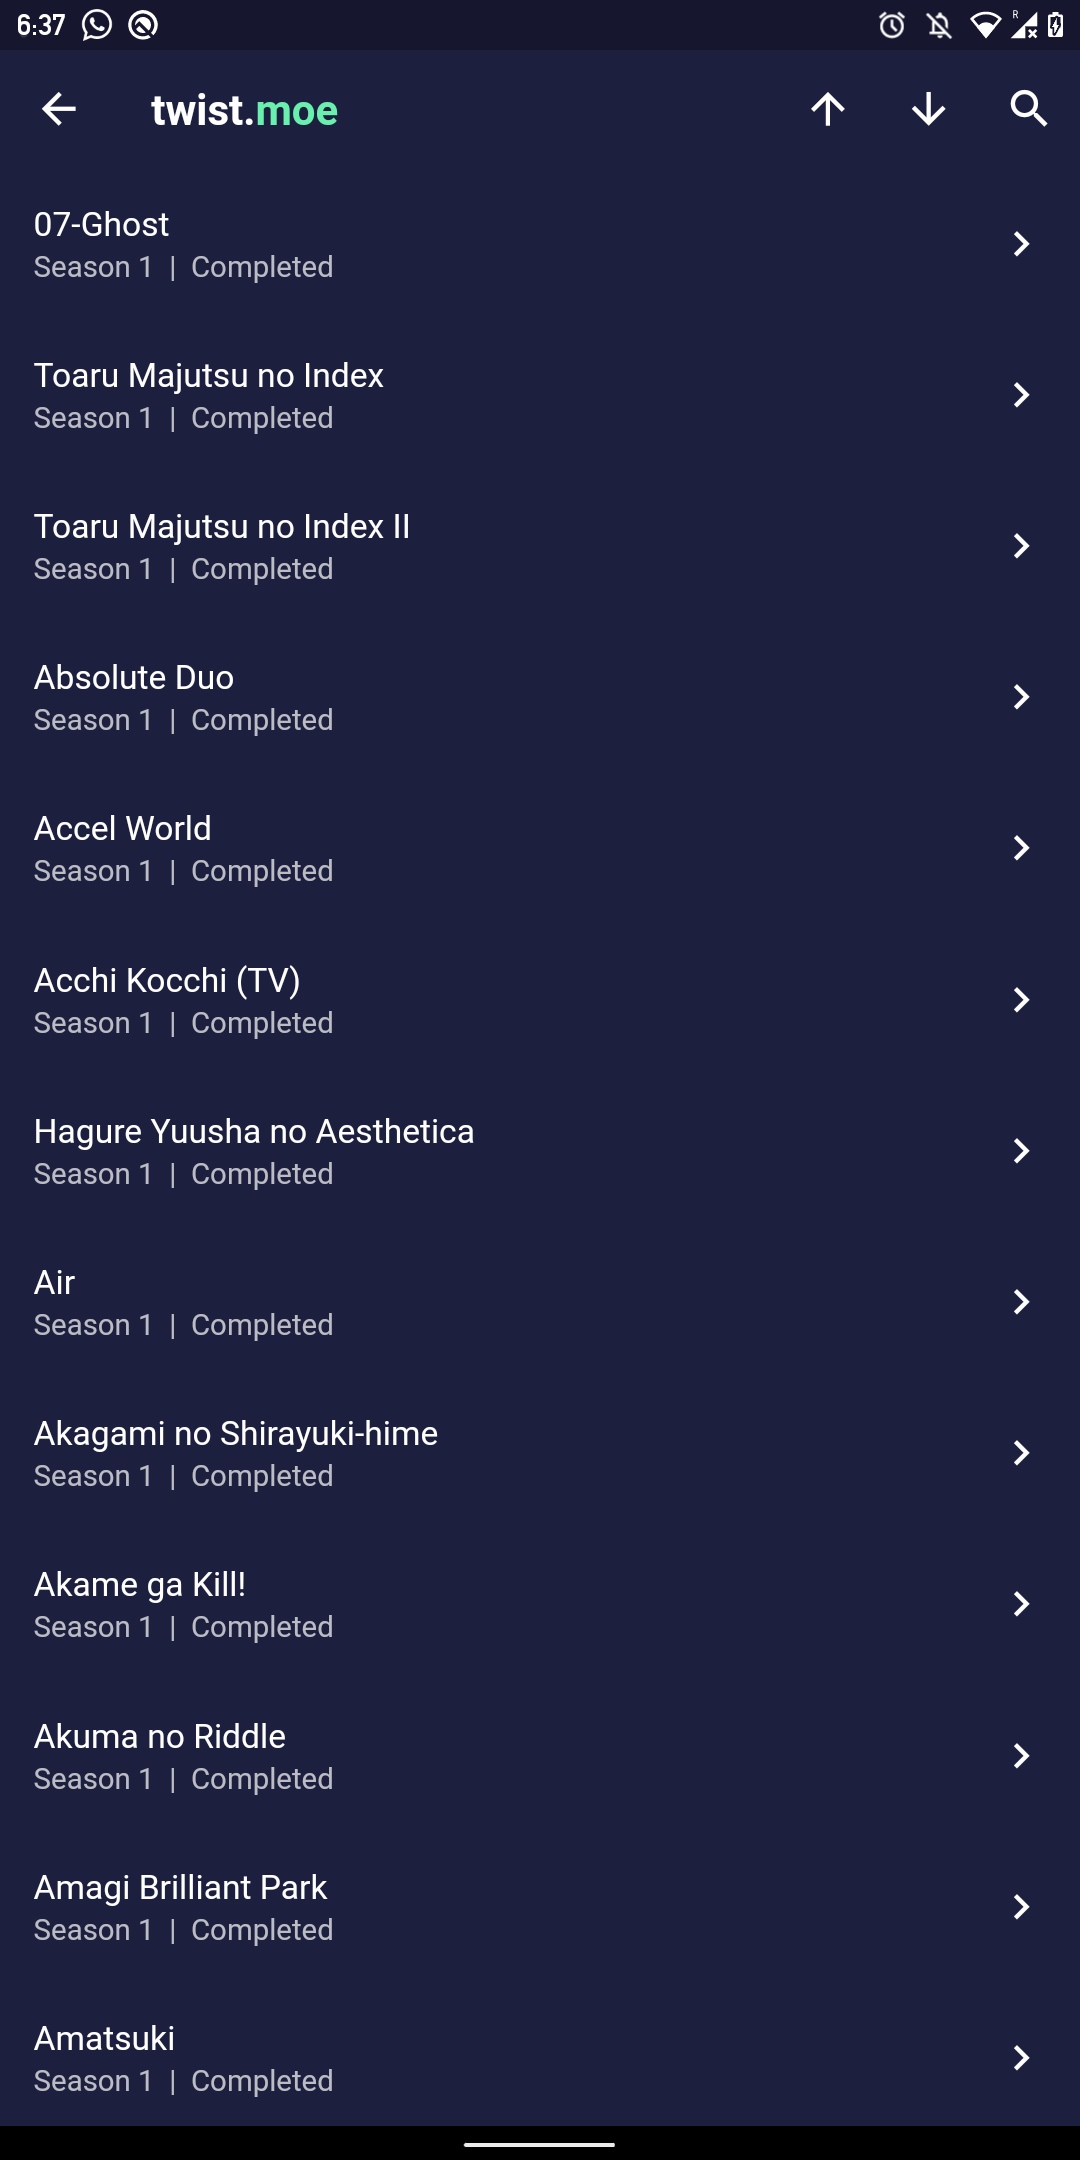 6:37
R
twist.moe
07-Ghost
Season 1 | Completed
Toaru Majutsu no Index
Season 1 | Completed
Toaru Majutsu no Index II
Season 1 | Completed
Absolute Duo
Season 1 | Completed
Accel World
Season 1 | Completed
Acchi Kocchi (TV)
Season 1 | Completed
Hagure Yuusha no Aesthetica
Season 1 | Completed
Air
Season 1 | Completed
Akagami no Shirayuki-hime
Season 1 | Completed
Akame ga Kill!
Season 1 | Completed
Akuma no Riddle
Season 1 | Completed
Amagi Brilliant Park
Season 1 | Completed
Amatsuki
Season 1 | Completed